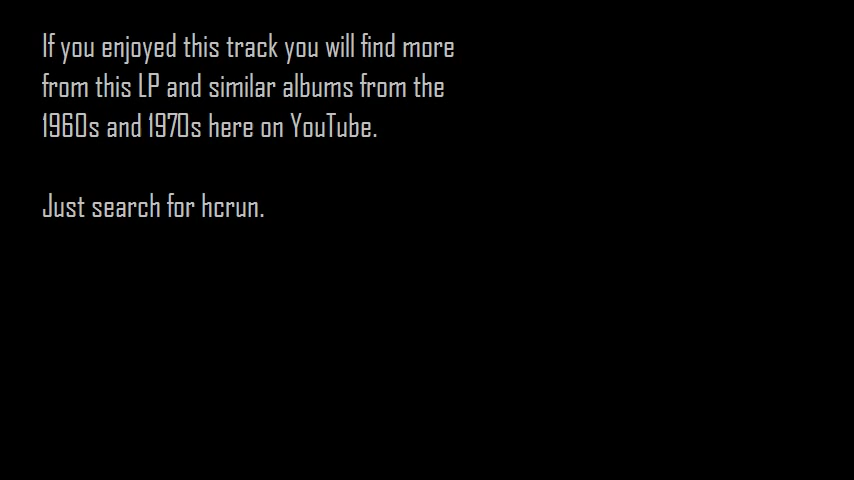 If you enjoyed this track you will find more
from this LP and similar albums from the
1960s and 1970s here on YouTube.
Just search for hcrun.